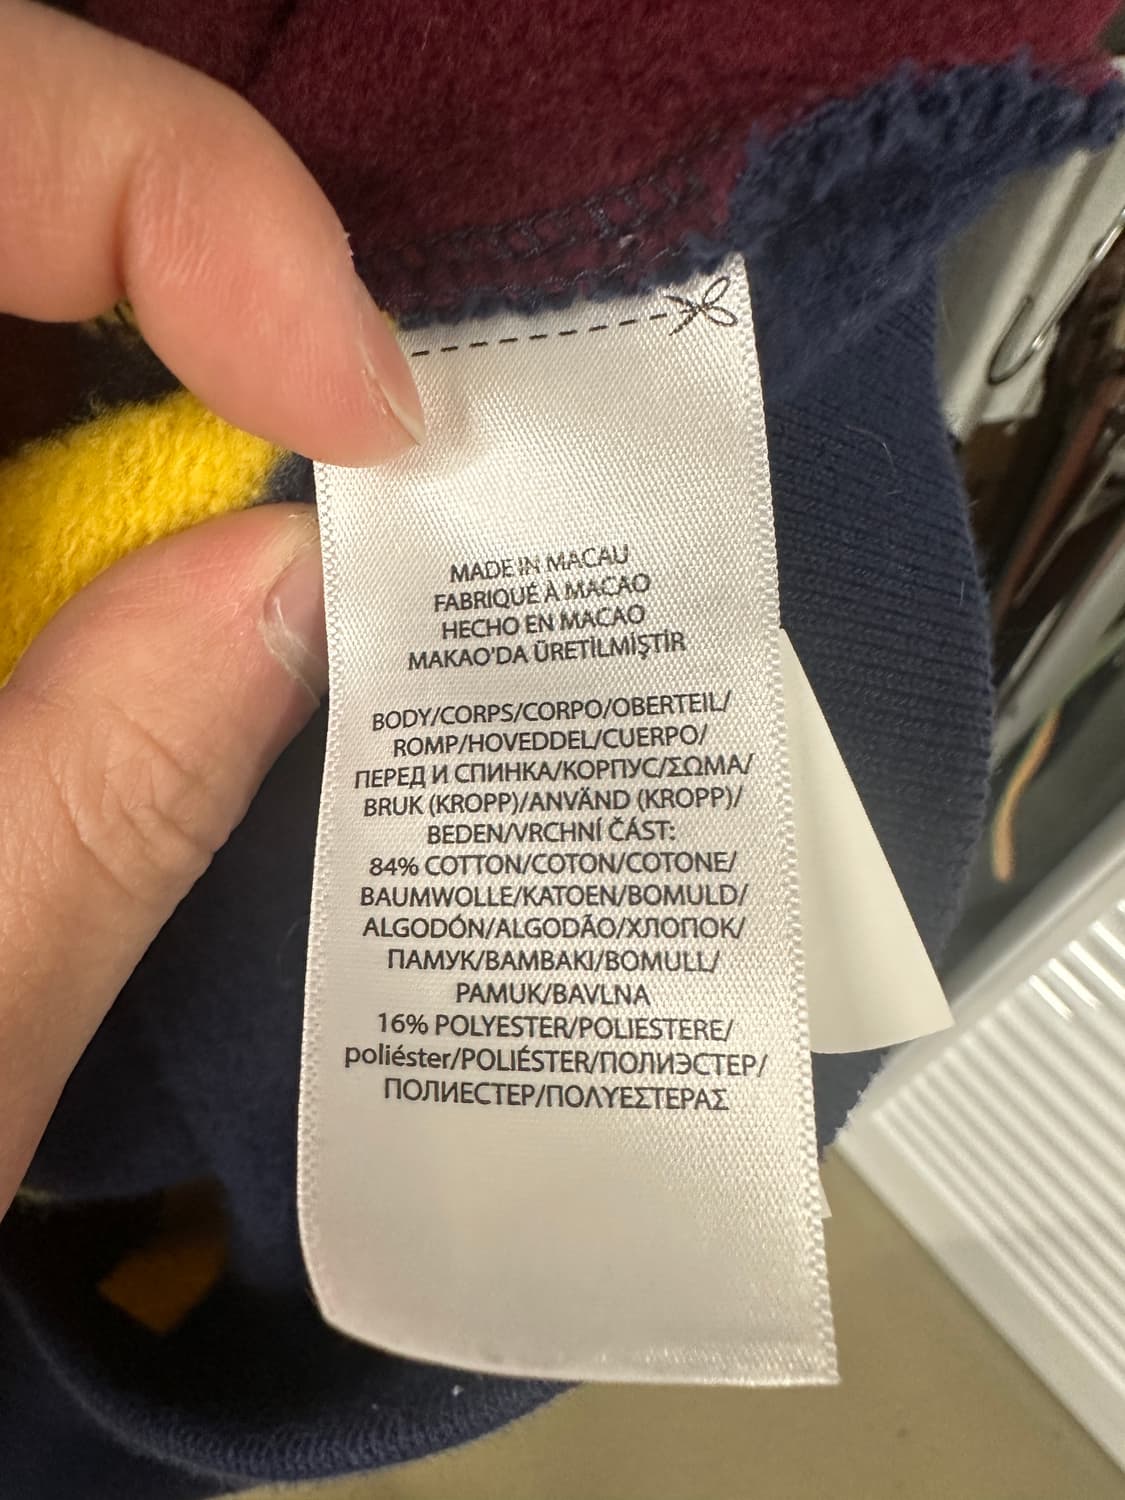 MADE IN MACAU
FABRIQUÉ À MACAO
HECHO EN MACAO
MAKAO'DA ÜRETİLMİŞTİR
BODY/CORPS/CORPO/OBERTEIL/
ROMP/HOVEDDEL/CUERPO/
ПЕРЕД И СПИНКА/КОРПУС/ΣΩΜΑ/
BRUK (KROPP)/ANVÄND (KROPP)/
BEDEN/VRCHNÍ ČÁST:
84% COTTON/COTON/COTONE/
BAUMWOLLE/KATOEN/BOMULD/
ALGODÓN/ALGODÃO/ХЛОПОК/
ПАМУК/ΒΑΜΒΑΚΙ/BOMULL/
PAMUK/BAVLNA
16% POLYESTER/POLIESTERE/
poliéster/POLIÉSTER/ПОЛИЭСТЕР/
ПОЛИЕСТЕР/ΠΟΛΥΕΣΤΕΡΑΣ